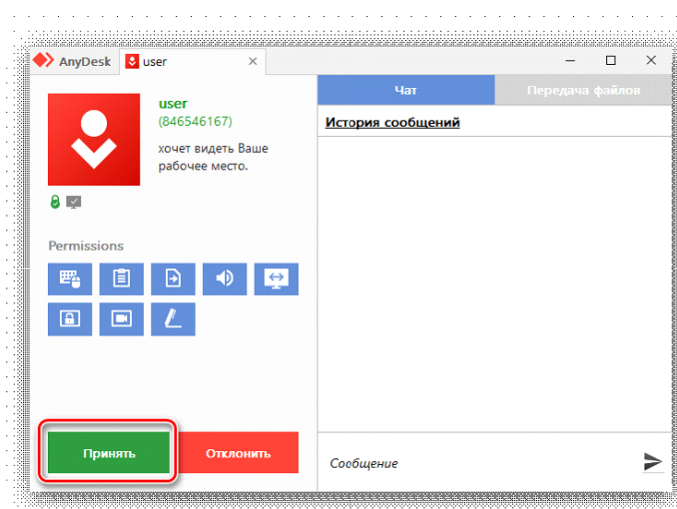 AnyDesk
user
user
(846546167)
хочет видеть Ваше
рабочее место.
Permissions
Принять
Отклонить
Чат
Передача файлов
История сообщений
Сообщение